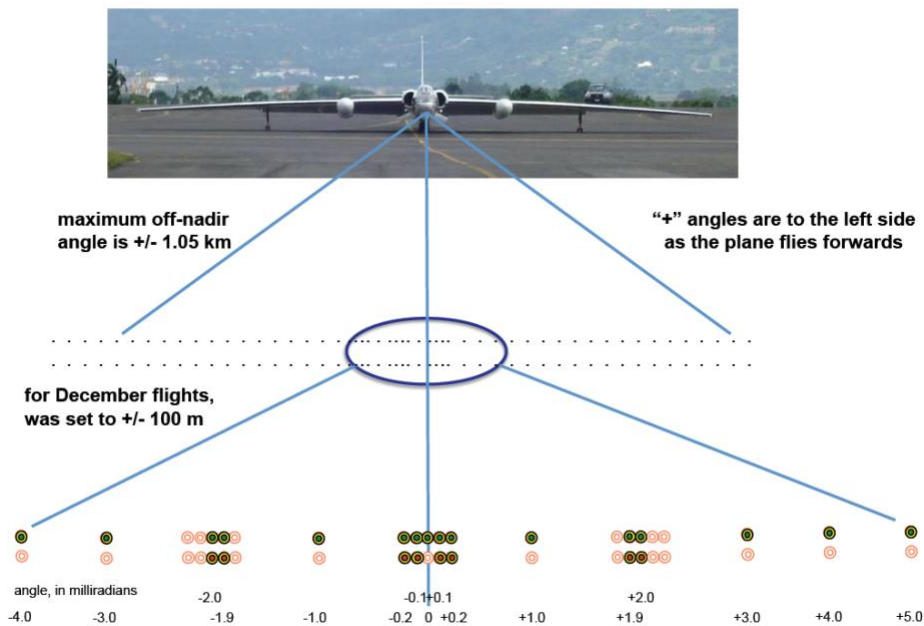 maximum off-nadir
angle is +/- 1.05 km
“+” angles are to the left side
as the plane flies forwards
for December flights,
was set to +/- 100 m
angle, in milliradians
-2.0
-0.1
+0.1
+2.0
-4.0
-3.0
-1.9
-1.0
-0.2
0
+0.2
+1.0
+1.9
+3.0
+4.0
+5.0